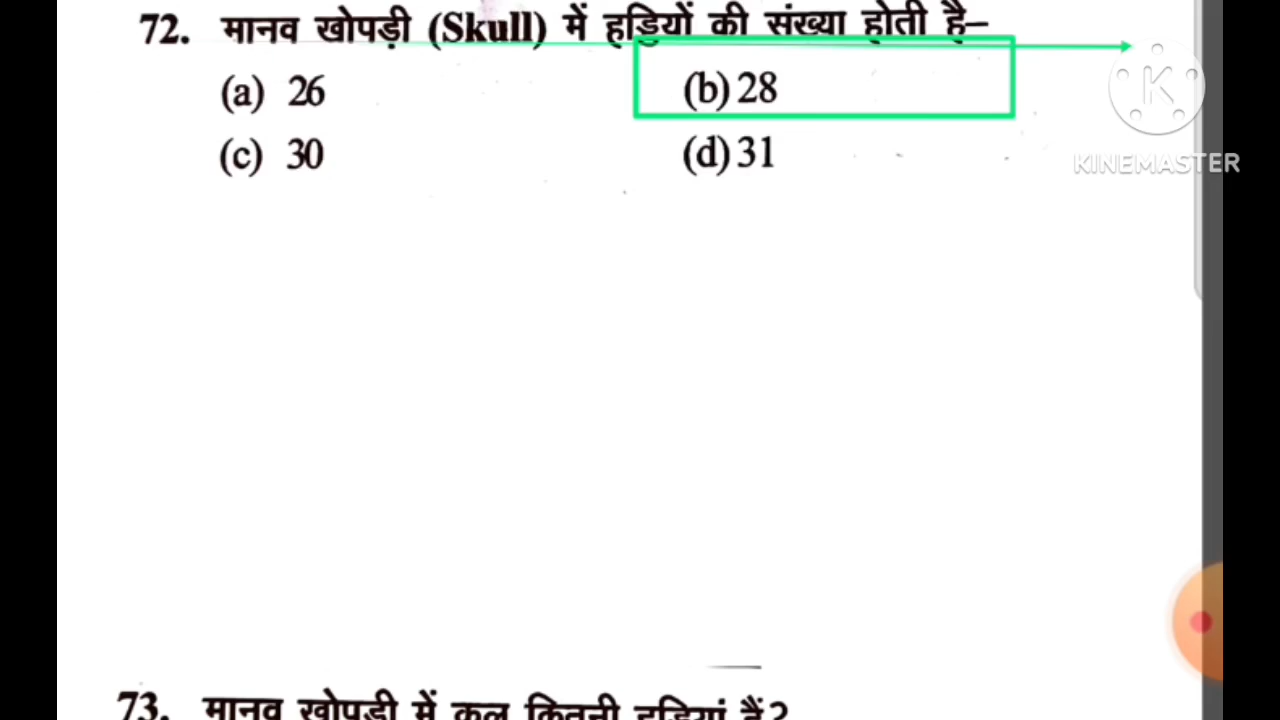 72. मानव खोपड़ी (Skull) में हड्डियों की संख्या होती है–
(a) 26
(b) 28
(c) 30
(d) 31
KINEMASTER
73. मानव खोपड़ी में कुल कितनी हड्डियां हैं?